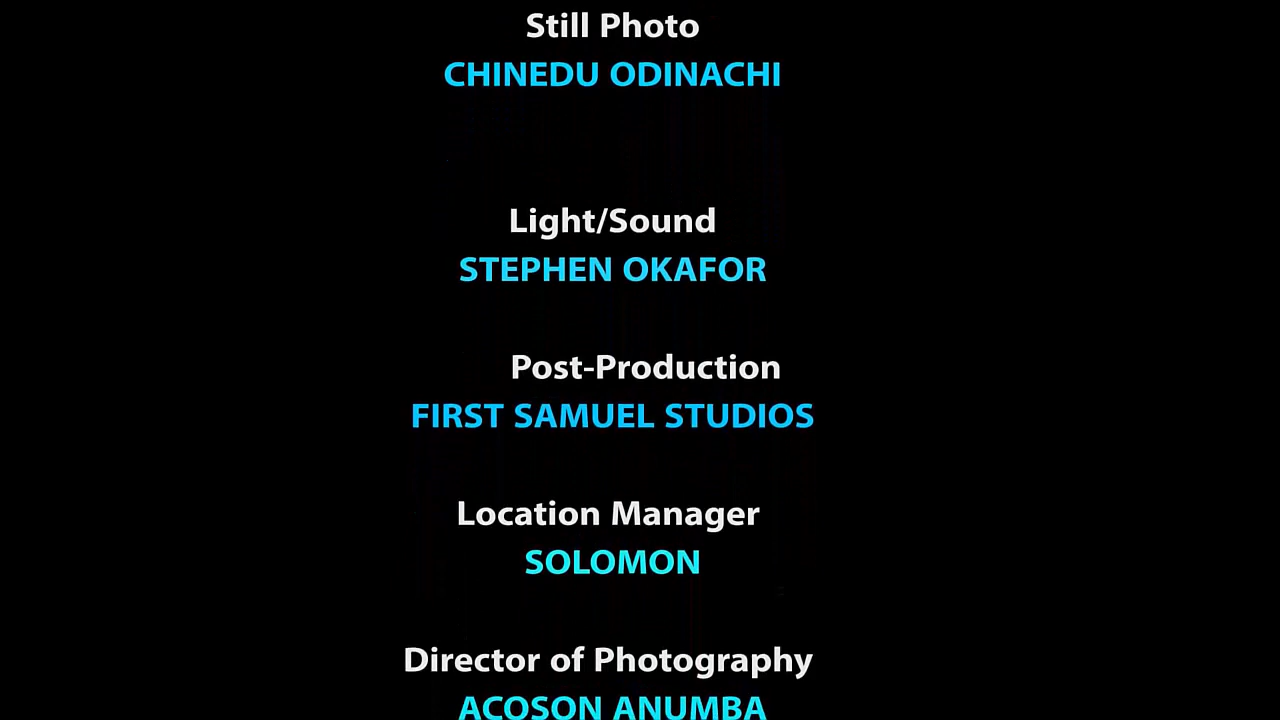 Still Photo
CHINEDU ODINACHI
Light/Sound
STEPHEN OKAFOR
Post-Production
FIRST SAMUEL STUDIOS
Location Manager
SOLOMON
Director of Photography
ACOSON ANUMBA